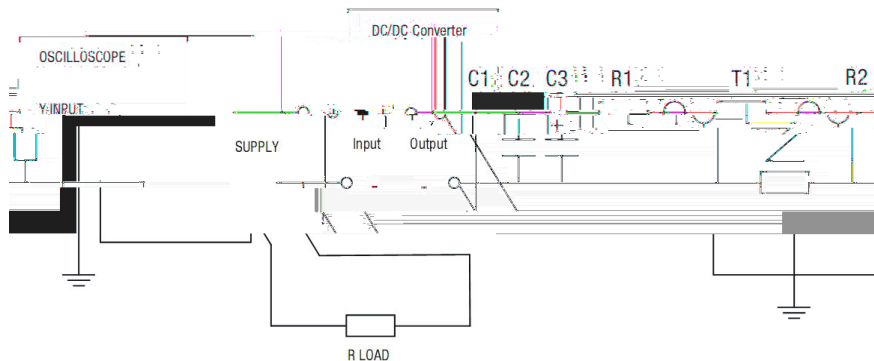 DC/DC Converter
OSCILLOSCOPE
C1 C2 C3 R1 T1 R2
Y INPUT
SUPPLY Input Output
R LOAD